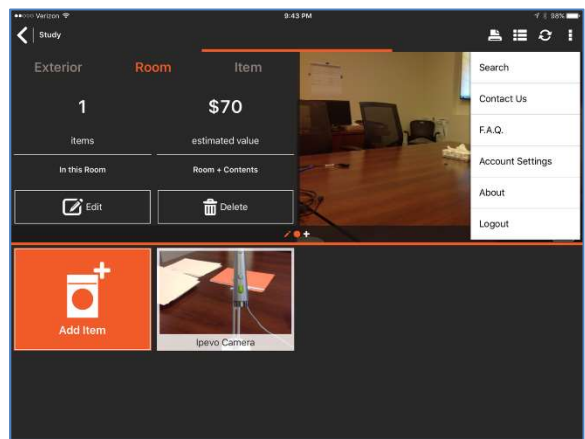 Verizon
9:43 PM
98%
Study
Exterior
Room
Item
1
$70
items
estimated value
In this Room
Room + Contents
Edit
Delete
Search
Contact Us
F.A.Q.
Account Settings
About
Logout
Add Item
Ipevo Camera